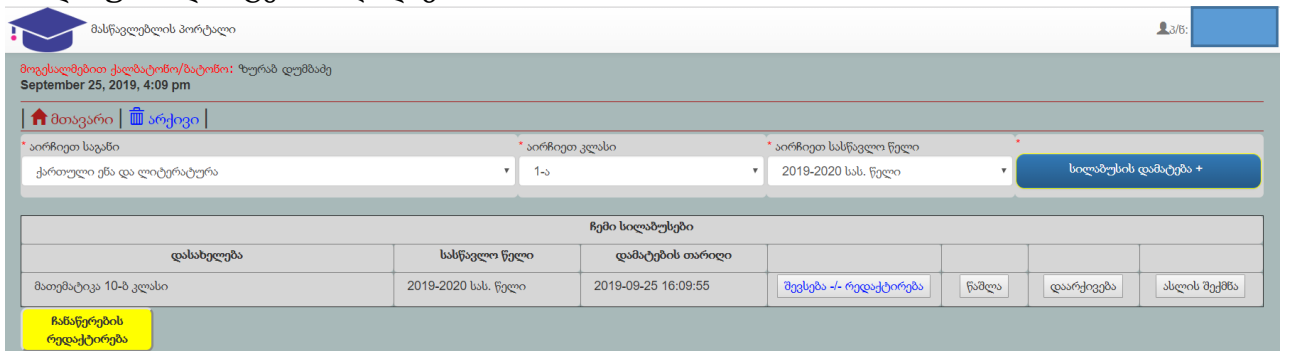 მასწავლებლის პორტალი
პ/ნ:
მოგესალმებით ქალბატონო/ბატონო: ზურაბ დუმბაძე
September 25, 2019, 4:09 pm
| მთავარი | არქივი |
* აირჩიეთ საგანი * აირჩიეთ კლასი * აირჩიეთ სასწავლო წელი *
ქართული ენა და ლიტერატურა 1-ა 2019-2020 სას. წელი სილაბუსის დამატება +
ჩემი სილაბუსები
დასახელება სასწავლო წელი დამატების თარიღი
მათემატიკა 10-ბ კლასი 2019-2020 სას. წელი 2019-09-25 16:09:55 შევსება -/- რედაქტირება წაშლა დაარქივება ასლის შექმნა
ჩანაწერების
რედაქტირება